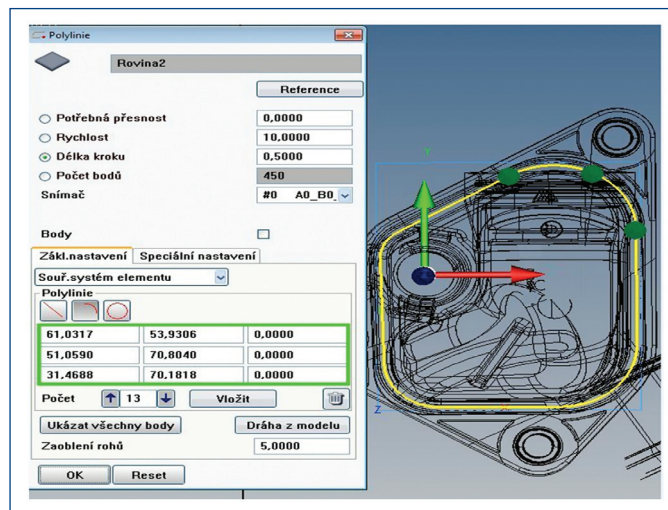 Polylinie
Rovina2
Reference
Potřebná přesnost 0,0000
Rychlost 10,0000
Délka kroku 0,5000
Počet bodů 450
Snímač #0 A0_B0_
Body
Zákl.nastavení Speciální nastavení
Souř.systém elementu
Polylinie
61,0317 53,9306 0,0000
51,0590 70,8040 0,0000
31,4688 70,1818 0,0000
Počet 13 Vložit
Ukázat všechny body Dráha z modelu
Zaoblení rohů 5,0000
OK Reset
Y
Z